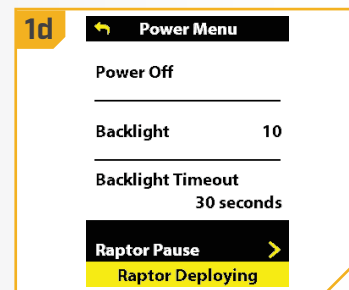 1d
Power Menu
Power Off
Backlight 10
Backlight Timeout
30 seconds
Raptor Pause
Raptor Deploying